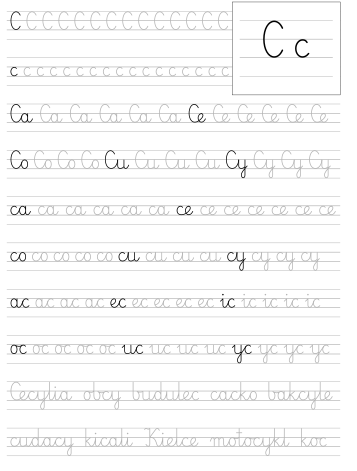 C C C C C C C C C C C C C C
C c
c c c c c c c c c c c c c c c c c
Ca Ca Ca Ca Ca Ca Ce Ce Ce Ce Ce Ce
Co Co Co Co Cu Cu Cu Cu Cy Cy Cy Cy
ca ca ca ca ca ca ce ce ce ce ce ce ce
co co co co co cu cu cu cu cy cy cy cy
ac ac ac ac ec ec ec ec ec ic ic ic ic ic
oc oc oc oc oc uc uc uc uc yc yc yc yc
Cecylia obcy budulec cacko bakcyle
cudacy kicali Kielce motocykl koc